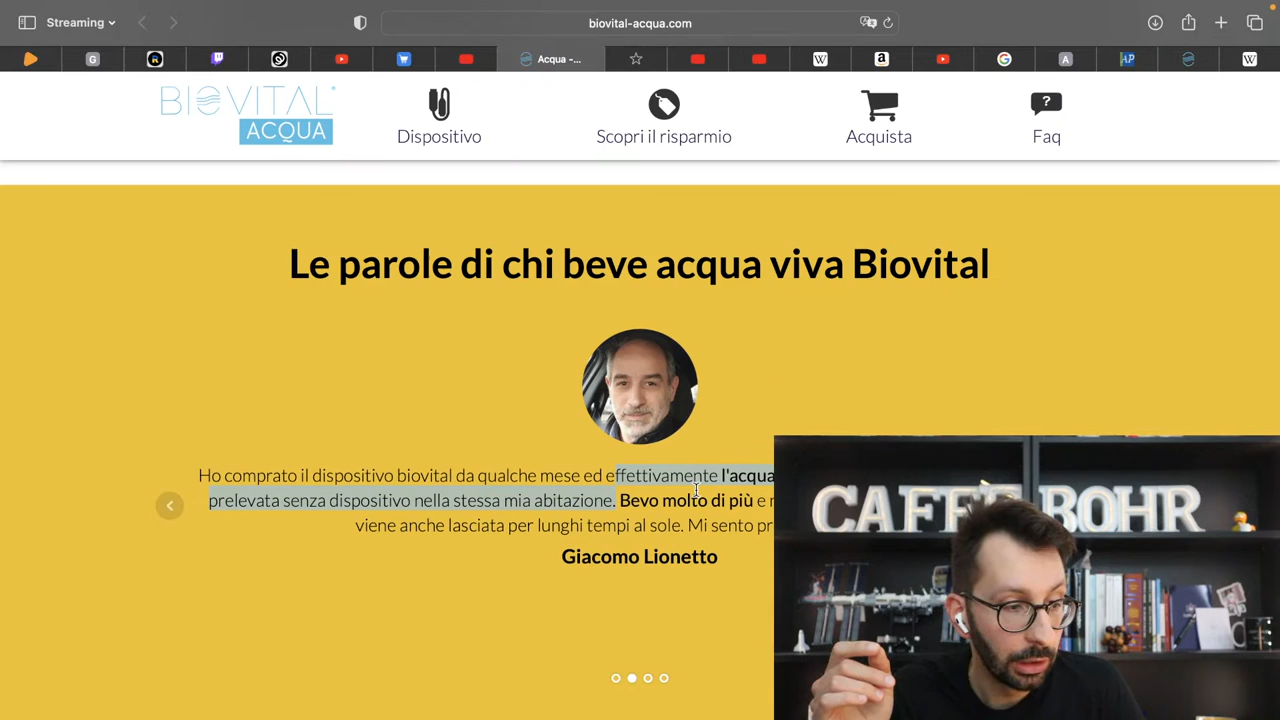 Streaming
biovital-acqua.com
Acqua -...
BIOVITAL
ACQUA
Dispositivo
Scopri il risparmio
Acquista
Faq
Le parole di chi beve acqua viva Biovital
Ho comprato il dispositivo biovital da qualche mese ed effettivamente l'acqua
prelevata senza dispositivo nella stessa mia abitazione. Bevo molto di più e
viene anche lasciata per lunghi tempi al sole. Mi sento
Giacomo Lionetto
CAFFÈ BOHR